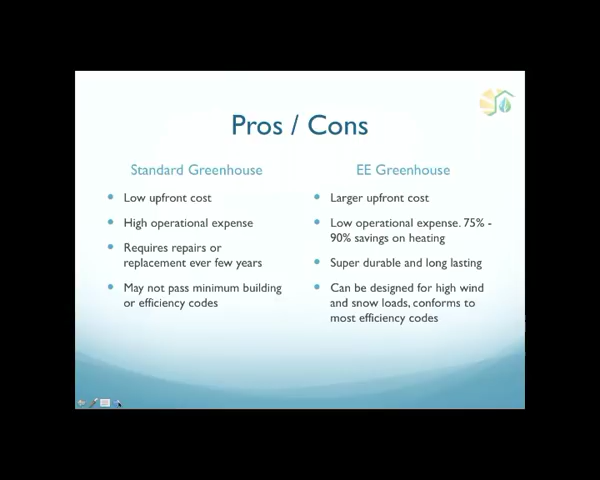 Pros / Cons
Standard Greenhouse
Low upfront cost
High operational expense
Requires repairs or
replacement ever few years
May not pass minimum building
or efficiency codes
EE Greenhouse
Larger upfront cost
Low operational expense. 75% -
90% savings on heating
Super durable and long lasting
Can be designed for high wind
and snow loads, conforms to
most efficiency codes